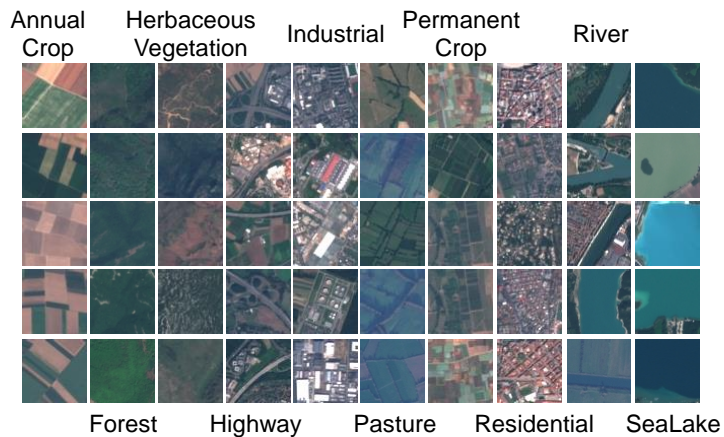 Annual Crop
Herbaceous Vegetation
Industrial
Permanent Crop
River
Forest
Highway
Pasture
Residential
SeaLake